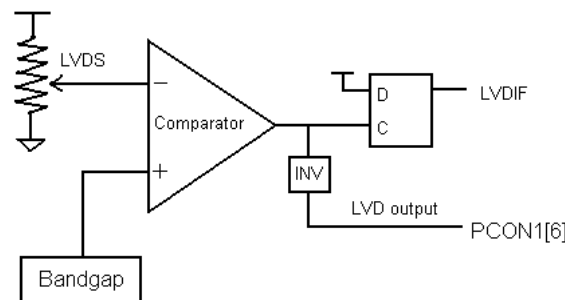 LVDS
D
LVDIF
−
Comparator
C
+
INV
LVD output
PCON1[6]
Bandgap